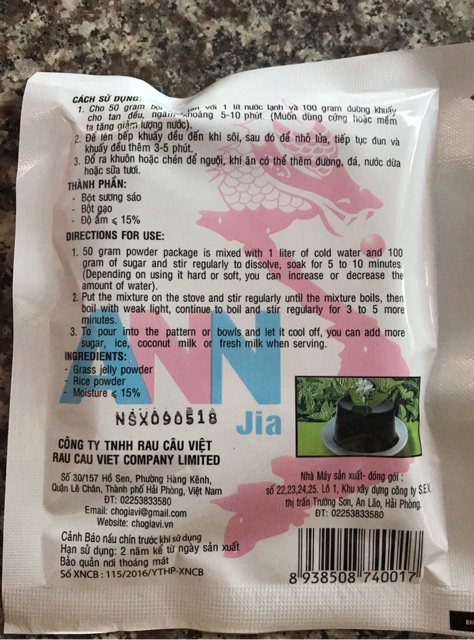 CÁCH SỬ DỤNG:
1. Cho 50 gram với 1 lít nước lạnh và 100 gram đường khuấy
cho tan đều, ngâm khoảng 5-10 phút. (Muốn dùng cứng hoặc mềm
ta tăng giảm lượng nước).
2. Để lên bếp khuấy đều đến khi sôi, sau đó để nhỏ lửa, tiếp tục đun và
khuấy đều thêm 3-5 phút.
3. Đổ ra khuôn hoặc chén để nguội, khi ăn có thể thêm đường, đá, nước dừa
hoặc sữa tươi.
THÀNH PHẦN:
- Bột sương sáo
- Bột gạo
- Độ ẩm ⩽ 15%
DIRECTIONS FOR USE:
1. 50 gram powder package is mixed with 1 liter of cold water and 100
gram of sugar and stir regularly to dissolve, soak for 5 to 10 minutes.
(Depending on using it hard or soft, you can increase or decrease the
amount of water).
2. Put the mixture on the stove and stir regularly until the mixture boils, then
boil with weak light, continue to boil and stir regularly for 3 to 5 more
minutes.
3. To pour into the pattern or bowls and let it cool off, you can add more
sugar, ice, coconut milk or fresh milk when serving.
INGREDIENTS:
- Grass jelly powder
- Rice powder
- Moisture ⩽ 15%
ANN
Jia
NSX090518
CÔNG TY TNHH RAU CÂU VIỆT
RAU CAU VIET COMPANY LIMITED
Số 30/157 Hồ Sen, Phường Hàng Kênh,
Quận Lê Chân, Thành phố Hải Phòng, Việt Nam
ĐT: 02253833580
Email: chogiavi@gmail.com
Website: chogiavi.vn
Cảnh Báo nấu chín trước khi sử dụng
Hạn sử dụng: 2 năm kể từ ngày sản xuất
Bảo quản nơi thoáng mát
Số XNCB : 115/2016/YTHP-XNCB
Nhà Máy sản xuất- đóng gói :
số 22,23,24,25. Lô 1, Khu xây dựng công ty S.E.V.
thị trấn Trường Sơn, An Lão, Hải Phòng.
ĐT: 02253833580
8 938508 740017